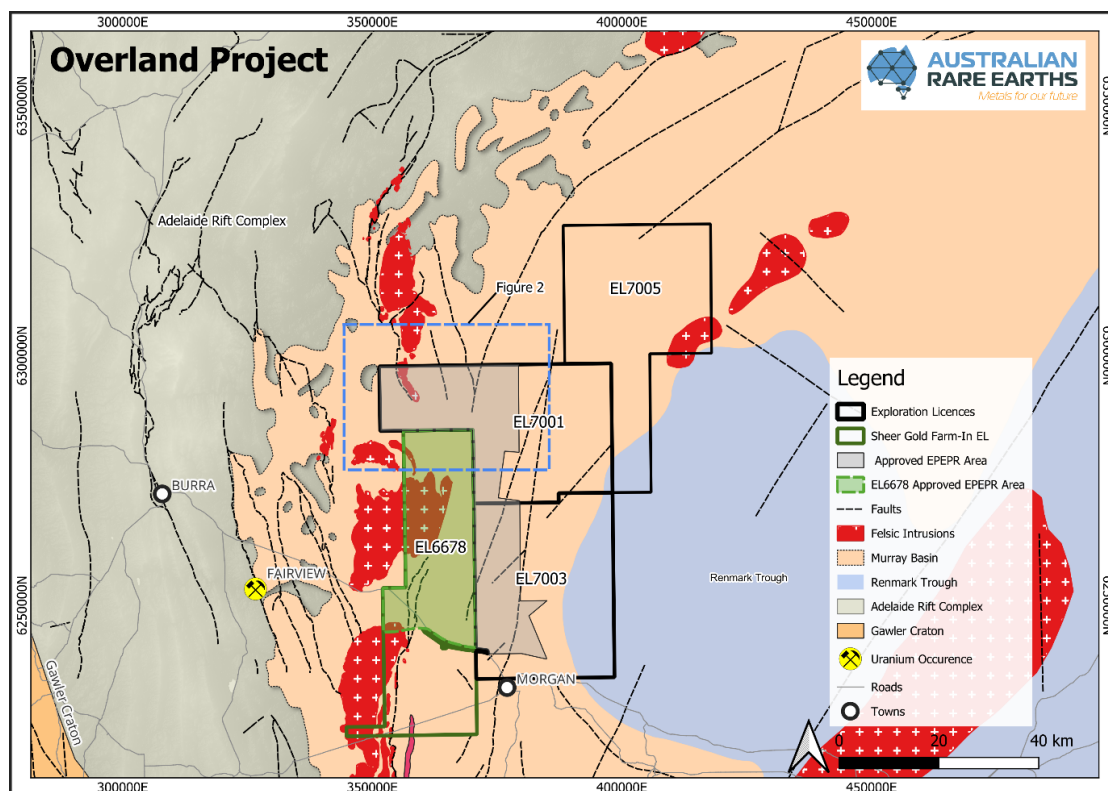 300000E
350000E
400000E
450000E
Overland Project
AUSTRALIAN
RARE EARTHS
Metals for our future
6350000N
6350000N
Adelaide Rift Complex
Figure 2
EL7005
6300000N
6300000N
Legend
Exploration Licences
Sheer Gold Farm-In EL
Approved EPEPR Area
EL6678 Approved EPEPR Area
Faults
Felsic Intrusions
Murray Basin
Renmark Trough
Adelaide Rift Complex
Gawler Craton
Uranium Occurence
Roads
Towns
EL7001
BURRA
EL6678
FAIRVIEW
EL7003
Renmark Trough
6250000N
6250000N
MORGAN
Gawler Craton
0
20
40 km
300000E
350000E
400000E
450000E